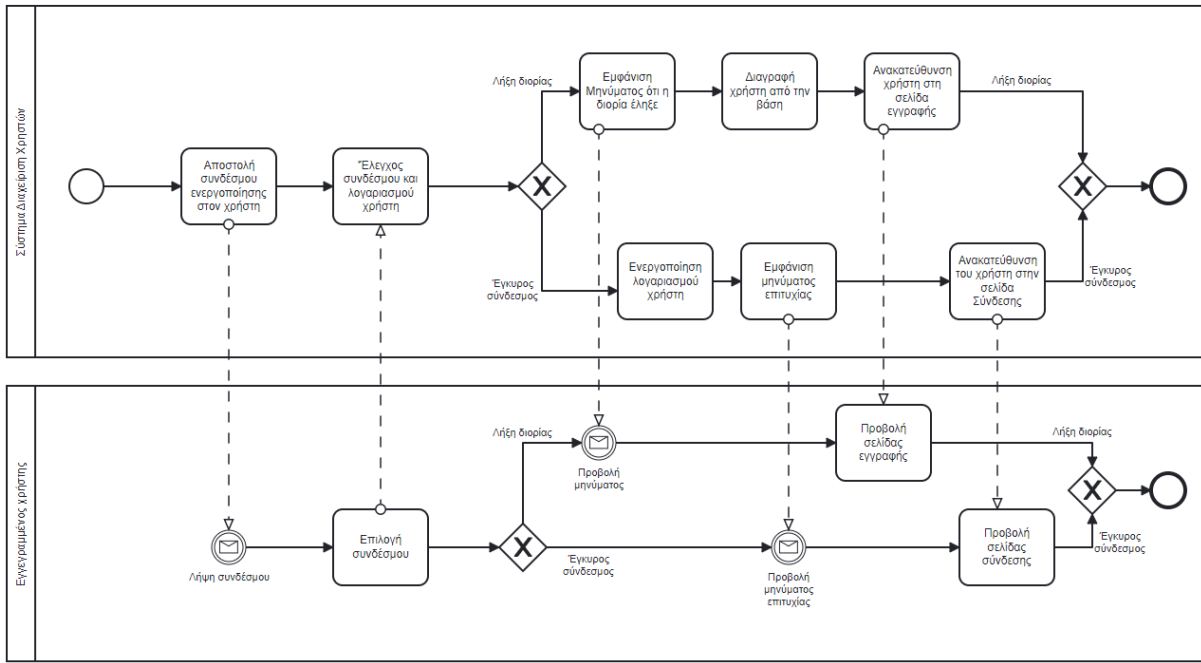 Σύστημα Διαχείριση Χρηστών
Λήξη διορίας
Εμφάνιση
Μηνύματος ότι η
διορία έληξε
Διαγραφή
χρήστη από την
βάση
Ανακατεύθυνση
χρήστη στη
σελίδα
εγγραφής
Λήξη διορίας
Αποστολή
συνδέσμου
ενεργοποίησης
στον χρήστη
Έλεγχος
συνδέσμου και
λογαριασμού
χρήστη
Έγκυρος
σύνδεσμος
Ενεργοποίηση
λογαριασμού
χρήστη
Εμφάνιση
μηνύματος
επιτυχίας
Ανακατεύθυνση
του χρήστη στην
σελίδα
Σύνδεσης
Έγκυρος
σύνδεσμος
Εγγεγραμμένος χρήστης
Λήξη διορίας
Προβολή
μηνύματος
Προβολή
σελίδας
εγγραφής
Λήξη διορίας
Λήψη συνδέσμου
Επιλογή
συνδέσμου
Έγκυρος
σύνδεσμος
Προβολή
μηνύματος
επιτυχίας
Προβολή
σελίδας
σύνδεσης
Έγκυρος
σύνδεσμος